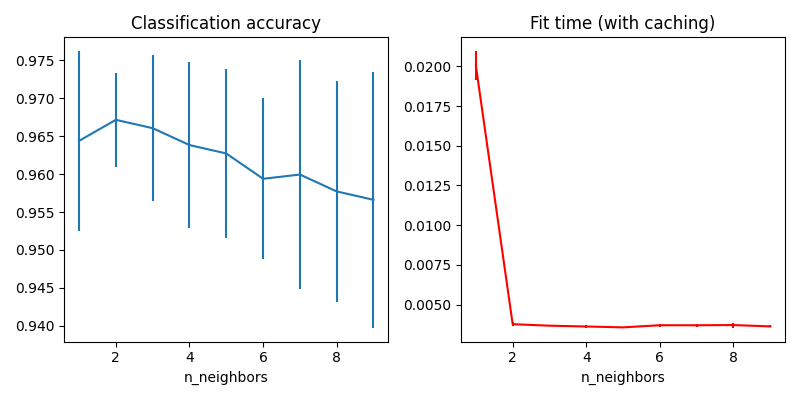 Classification accuracy
0.975
0.970
0.965
0.960
0.955
0.950
0.945
0.940
2 4 6 8
n_neighbors
Fit time (with caching)
0.0200
0.0175
0.0150
0.0125
0.0100
0.0075
0.0050
2 4 6 8
n_neighbors